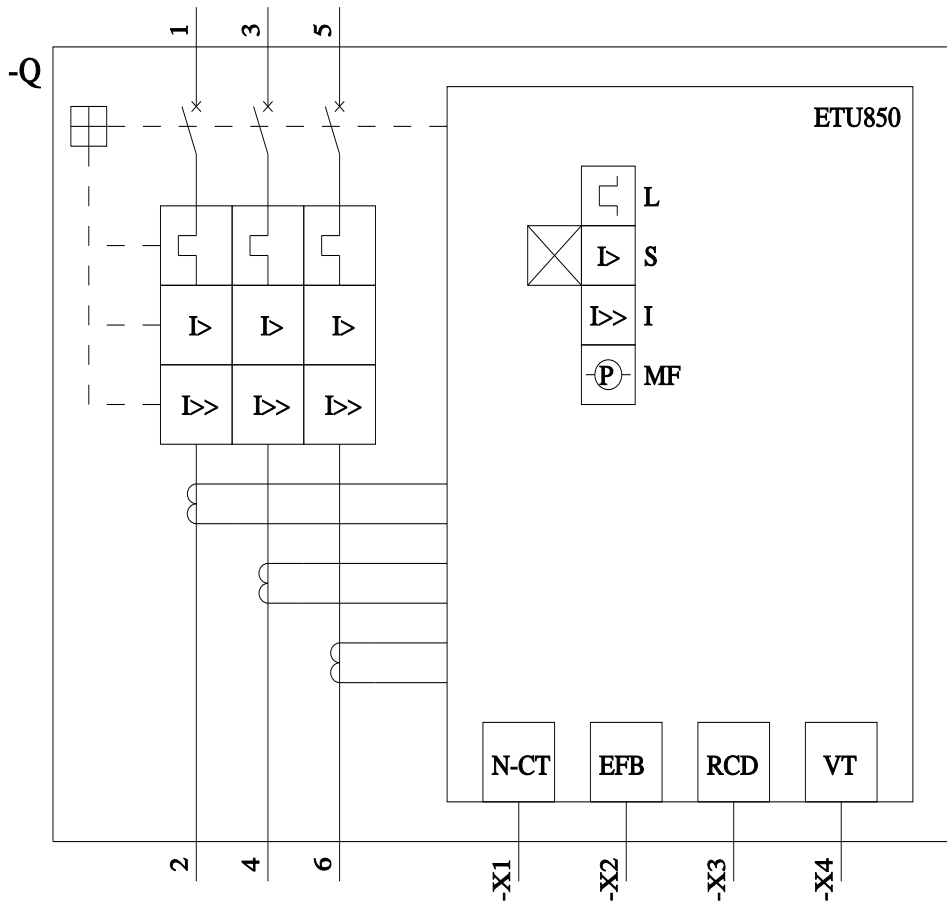 1 3 5
-Q
ETU850
L
I> S
I>> I
P MF
I> I> I>
I>> I>> I>>
N-CT EFB RCD VT
2 4 6 -X1 -X2 -X3 -X4